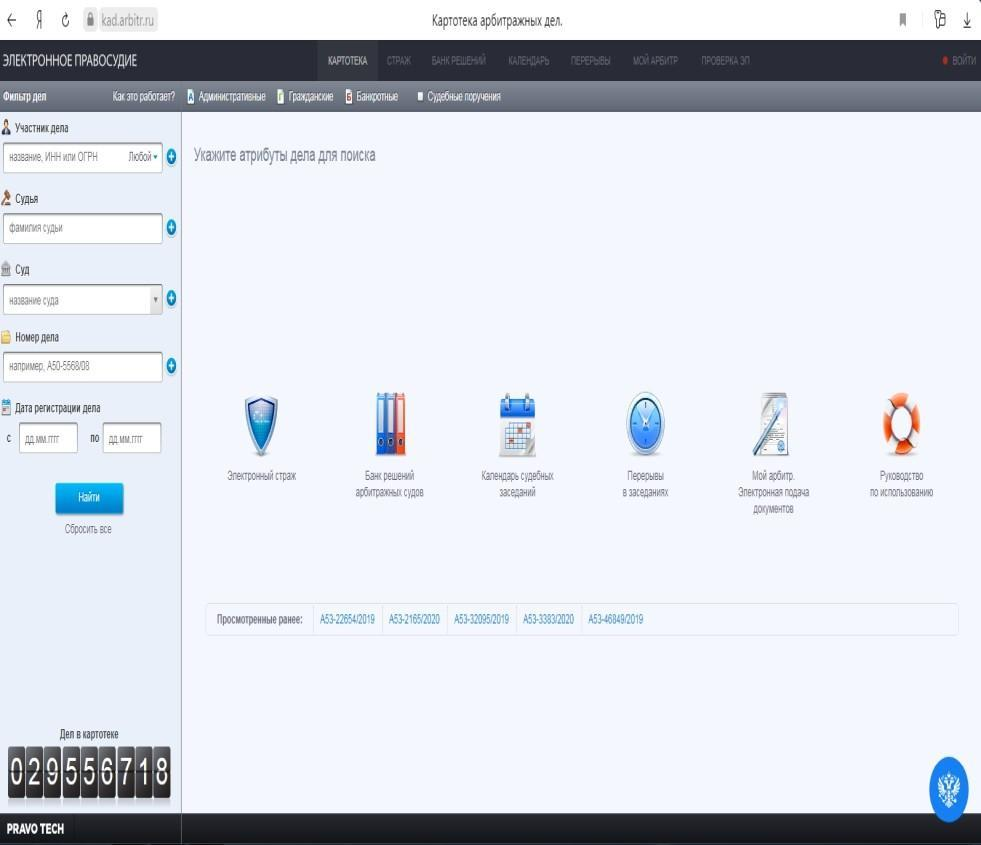 kad.arbitr.ru
Картотека арбитражных дел.
ЭЛЕКТРОННОЕ ПРАВОСУДИЕ
КАРТОТЕКА СТРАЖ БАНК РЕШЕНИЙ КАЛЕНДАРЬ ПЕРЕРЫВЫ МОЙ АРБИТР ПРОВЕРКА ЭП ВОЙТИ
Фильтр дел Как это работает? А Административные Г Гражданские Б Банкротные Судебные поручения
Участник дела
название, ИНН или ОГРН Любой
Судья
фамилия судьи
Суд
название суда
Номер дела
например, А50-5568/08
Дата регистрации дела
с дд.мм.гггг по дд.мм.гггг
Найти
Сбросить все
Дел в картотеке
029556718
PRAVO TECH
Укажите атрибуты дела для поиска
Электронный страж
Банк решений
арбитражных судов
Календарь судебных
заседаний
Перерывы
в заседаниях
Мой арбитр.
Электронная подача
документов
Руководство
по использованию
Просмотренные ранее: А53-22654/2019 А53-2165/2020 А53-32095/2019 А53-3383/2020 А53-46849/2019